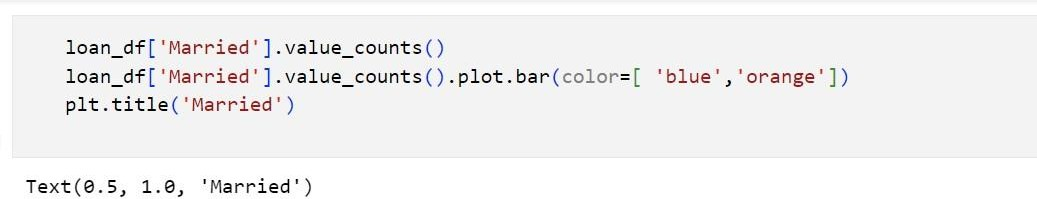 loan_df['Married'].value_counts()
loan_df['Married'].value_counts().plot.bar(color=[ 'blue','orange'])
plt.title('Married')
Text(0.5, 1.0, 'Married')